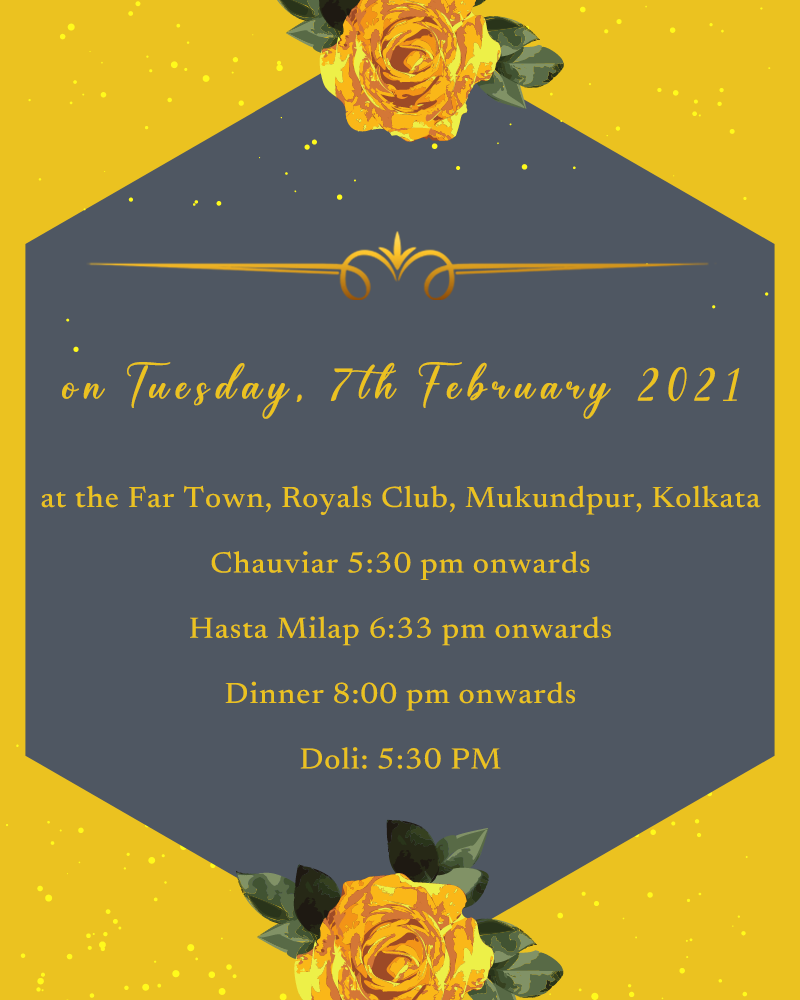 on Tuesday, 7th February 2021
at the Far Town, Royals Club, Mukundpur, Kolkata
Chauviar 5:30 pm onwards
Hasta Milap 6:33 pm onwards
Dinner 8:00 pm onwards
Doli: 5:30 PM